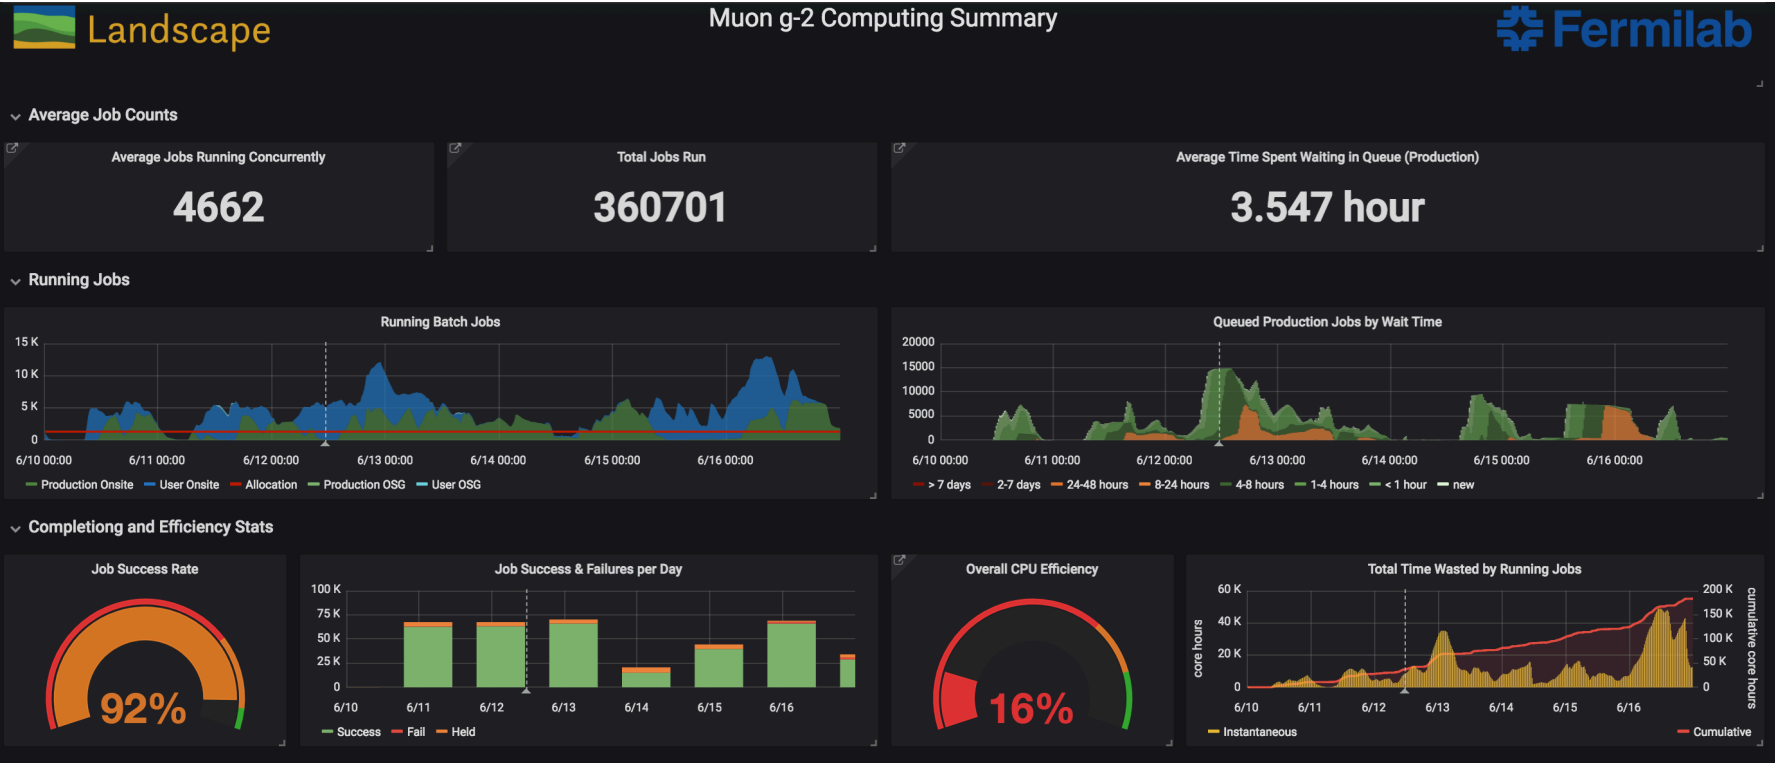 Landscape
Muon g-2 Computing Summary
Fermilab
Average Job Counts
Average Jobs Running Concurrently
4662
Total Jobs Run
360701
Average Time Spent Waiting in Queue (Production)
3.547 hour
Running Jobs
Running Batch Jobs
15 K
10 K
5 K
0
6/10 00:00 6/11 00:00 6/12 00:00 6/13 00:00 6/14 00:00 6/15 00:00 6/16 00:00
Production Onsite User Onsite Allocation Production OSG User OSG
Queued Production Jobs by Wait Time
20000
15000
10000
5000
0
6/10 00:00 6/11 00:00 6/12 00:00 6/13 00:00 6/14 00:00 6/15 00:00 6/16 00:00
> 7 days 2-7 days 24-48 hours 8-24 hours 4-8 hours 1-4 hours < 1 hour new
Completiong and Efficiency Stats
Job Success Rate
92%
Job Success & Failures per Day
100 K
75 K
50 K
25 K
0
6/10 6/11 6/12 6/13 6/14 6/15 6/16
Success Fail Held
Overall CPU Efficiency
16%
Total Time Wasted by Running Jobs
core hours
60 K
40 K
20 K
0
200 K
150 K
100 K
50 K
0
cumulative core hours
6/10 6/11 6/12 6/13 6/14 6/15 6/16
Instantaneous Cumulative